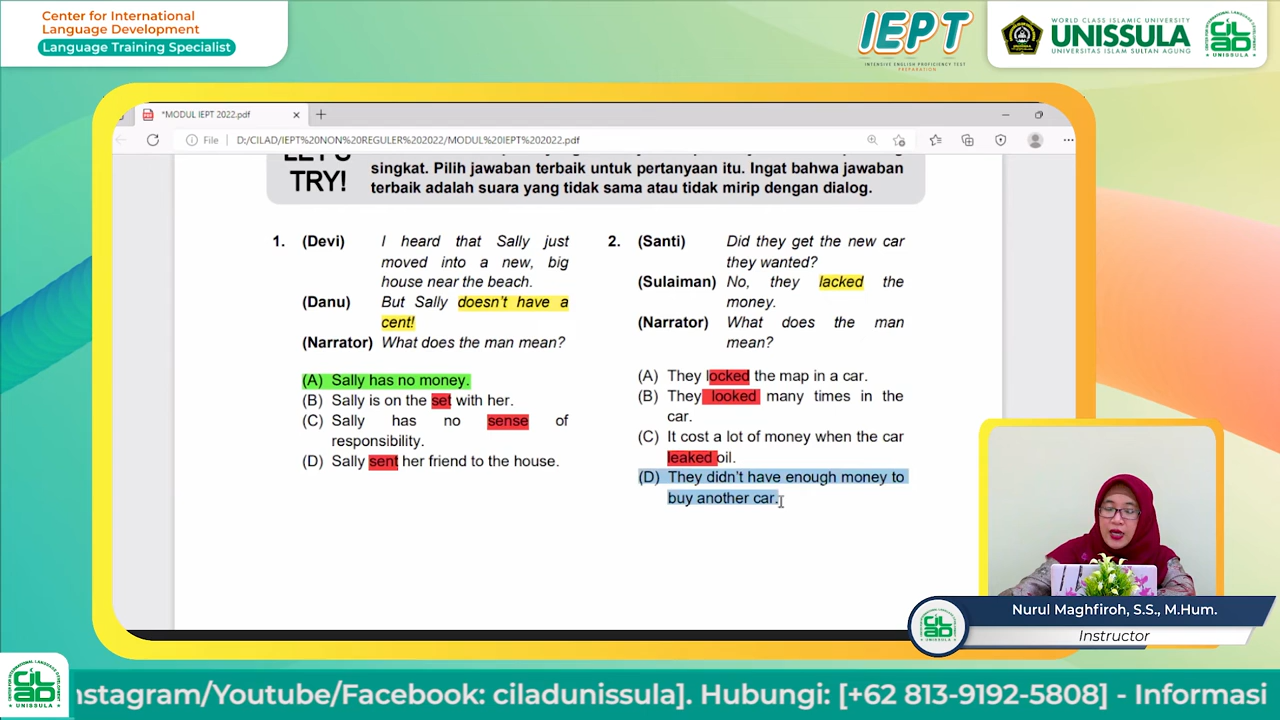 Center for International
Language Development
Language Training Specialist
IEPT
INTENSIVE ENGLISH PROFICIENCY TEST
PREPARATION
WORLD CLASS ISLAMIC UNIVERSITY
UNISSULA
UNIVERSITAS ISLAM SULTAN AGUNG
CILAD
UNISSULA
*MODUL IEPT 2022.pdf
File
D:/CILAD/IEPT%20NON%20REGULER%202022/MODUL%20IEPT%202022.pdf
LET'S
TRY!
singkat. Pilih jawaban terbaik untuk pertanyaan itu. Ingat bahwa jawaban
terbaik adalah suara yang tidak sama atau tidak mirip dengan dialog.
1. (Devi) I heard that Sally just
moved into a new, big
house near the beach.
(Danu) But Sally doesn't have a
cent!
(Narrator) What does the man mean?
(A) Sally has no money.
(B) Sally is on the set with her.
(C) Sally has no sense of
responsibility.
(D) Sally sent her friend to the house.
2. (Santi) Did they get the new car
they wanted?
(Sulaiman) No, they lacked the
money.
(Narrator) What does the man
mean?
(A) They locked the map in a car.
(B) They looked many times in the
car.
(C) It cost a lot of money when the car
leaked oil.
(D) They didn't have enough money to
buy another car.
Nurul Maghfiroh, S.S., M.Hum.
Instructor
CILAD
UNISSULA
nstagram/Youtube/Facebook: ciladunissula]. Hubungi: [+62 813-9192-5808] - Informasi